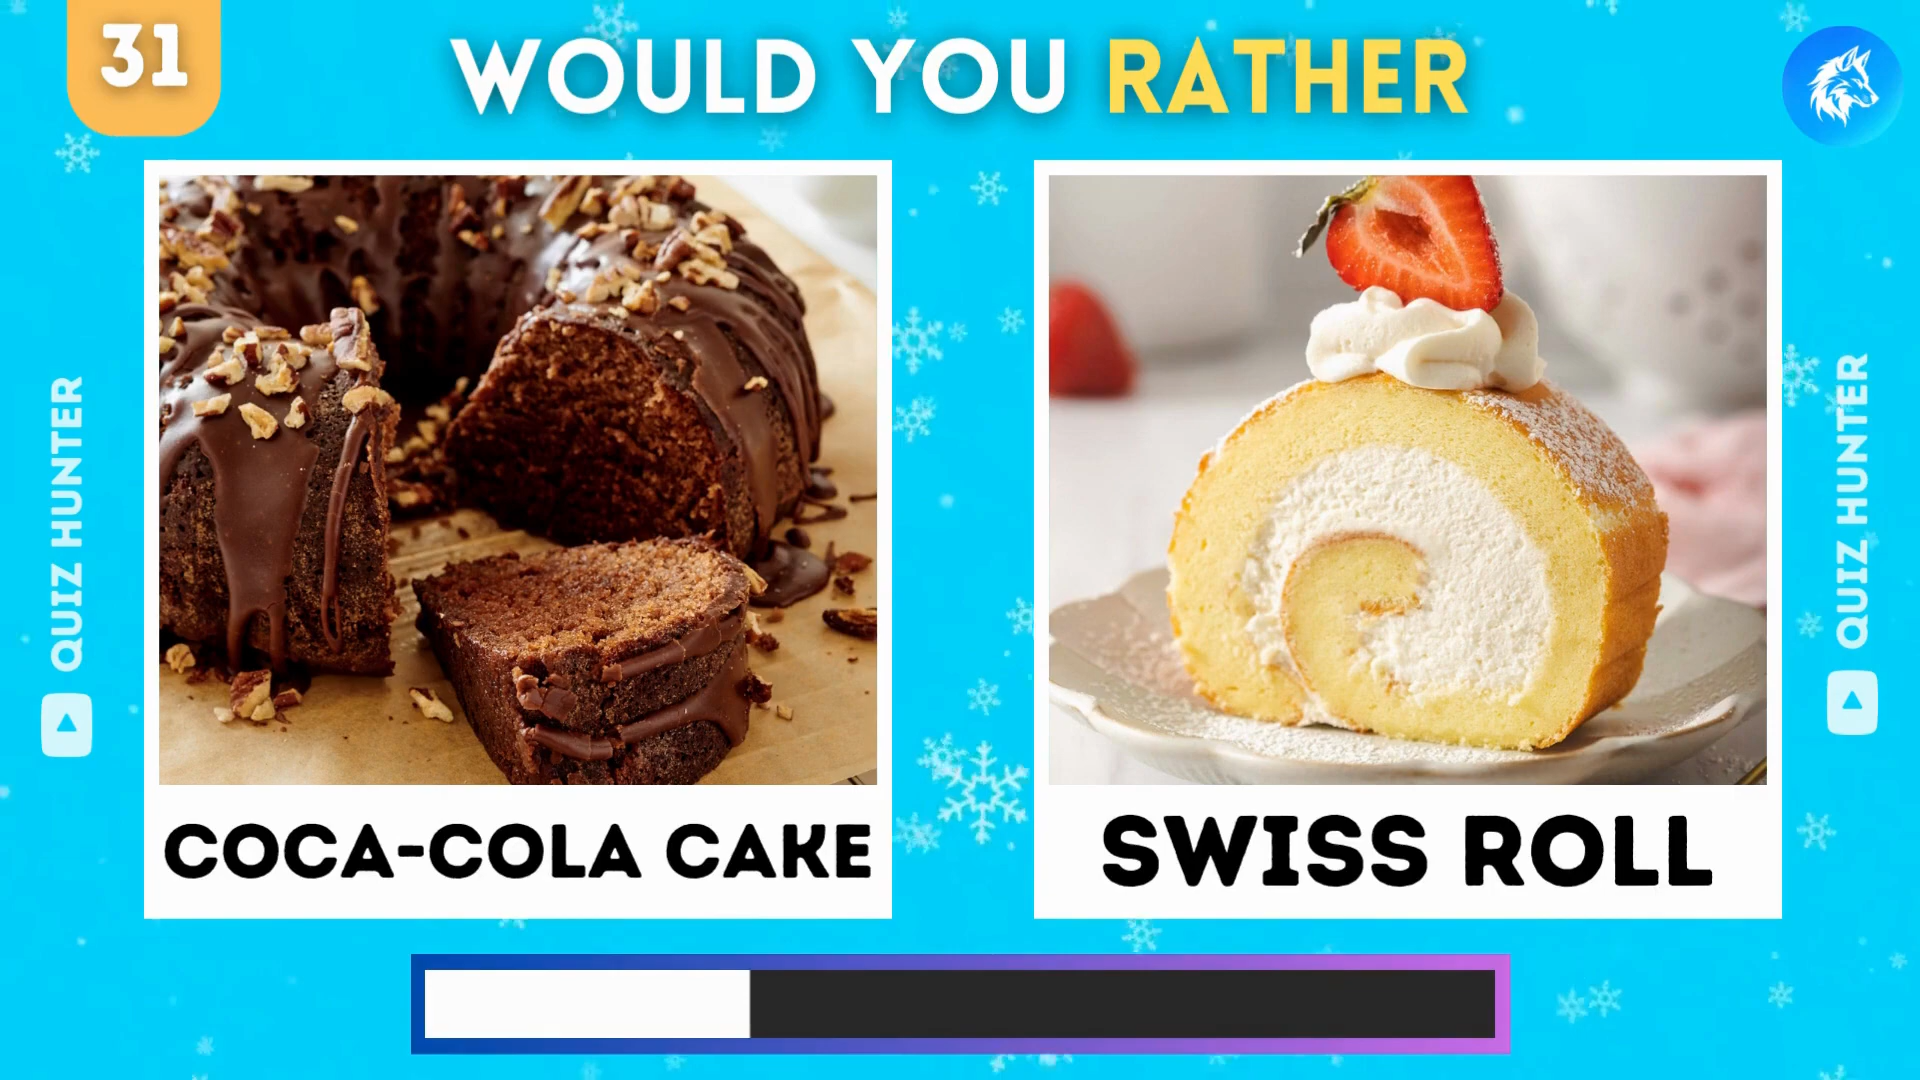 31
WOULD YOU RATHER
QUIZ HUNTER
QUIZ HUNTER
COCA-COLA CAKE
SWISS ROLL